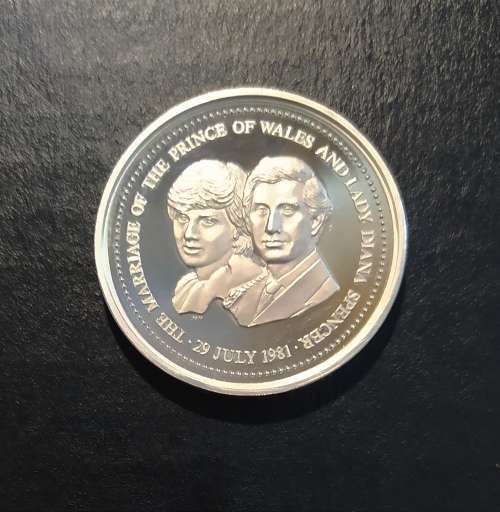 THE MARRIAGE OF THE PRINCE OF WALES AND LADY DIANA SPENCER
· 29 JULY 1981 ·